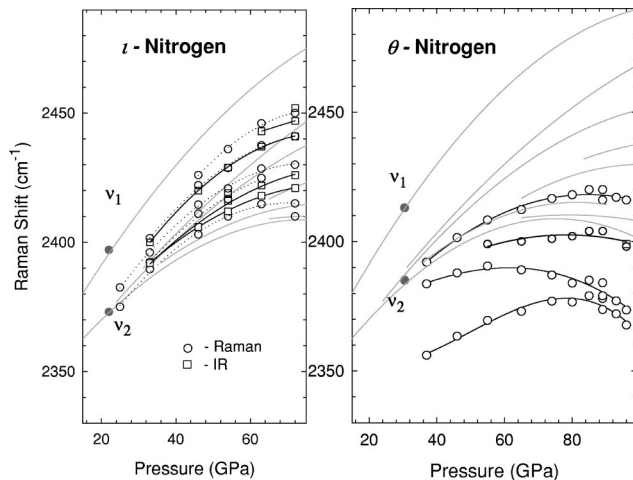 ι - Nitrogen
θ - Nitrogen
Raman Shift (cm-1)
2450
2400
2350
2450
2400
2350
ν1
ν2
ν1
ν2
- Raman
- IR
20 40 60
20 40 60 80
Pressure (GPa)
Pressure (GPa)